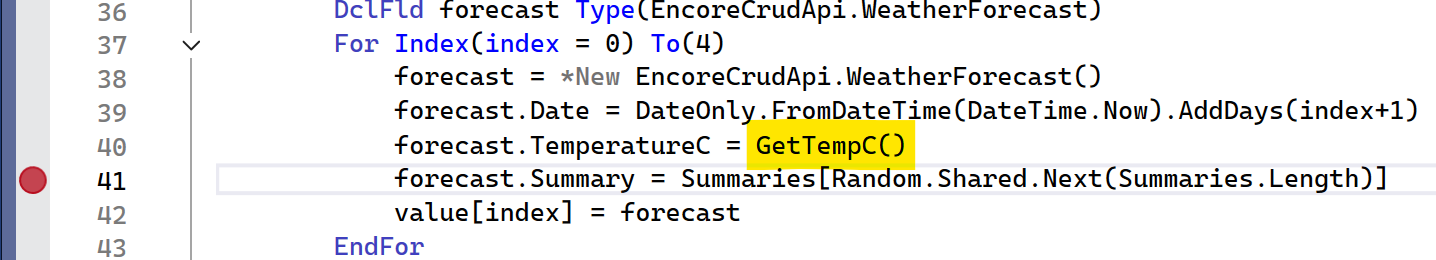 36 DclFld forecast Type(EncoreCrudApi.WeatherForecast)
37 For Index(index = 0) To(4)
38 forecast = *New EncoreCrudApi.WeatherForecast()
39 forecast.Date = DateOnly.FromDateTime(DateTime.Now).AddDays(index+1)
40 forecast.TemperatureC = GetTempC()
41 forecast.Summary = Summaries[Random.Shared.Next(Summaries.Length)]
42 value[index] = forecast
43 EndFor